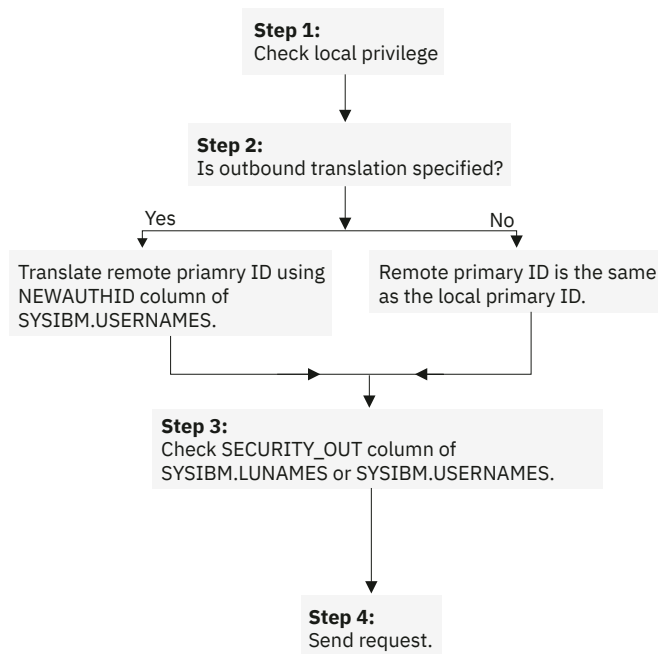 Step 1:
Check local privilege
Step 2:
Is outbound translation specified?
Yes
No
Translate remote priamry ID using
NEWAUTHID column of
SYSIBM.USERNAMES.
Remote primary ID is the same
as the local primary ID.
Step 3:
Check SECURITY_OUT column of
SYSIBM.LUNAMES or SYSIBM.USERNAMES.
Step 4:
Send request.